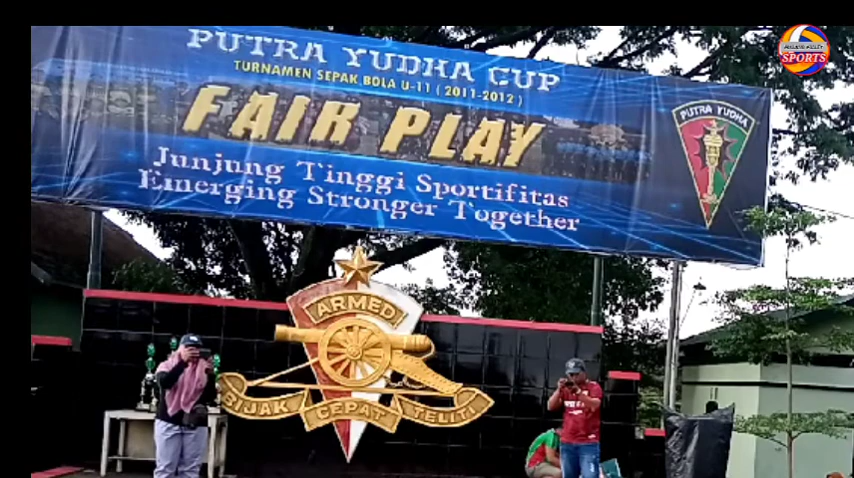 PUTRA YUDHA CUP
TURNAMEN SEPAK BOLA U-11 ( 2011-2012 )
FAIR PLAY
Junjung Tinggi Sportifitas
Emerging Stronger Together
PUTRA YUDHA
SPORTS
ARMED
BIJAK CEPAT TELITI